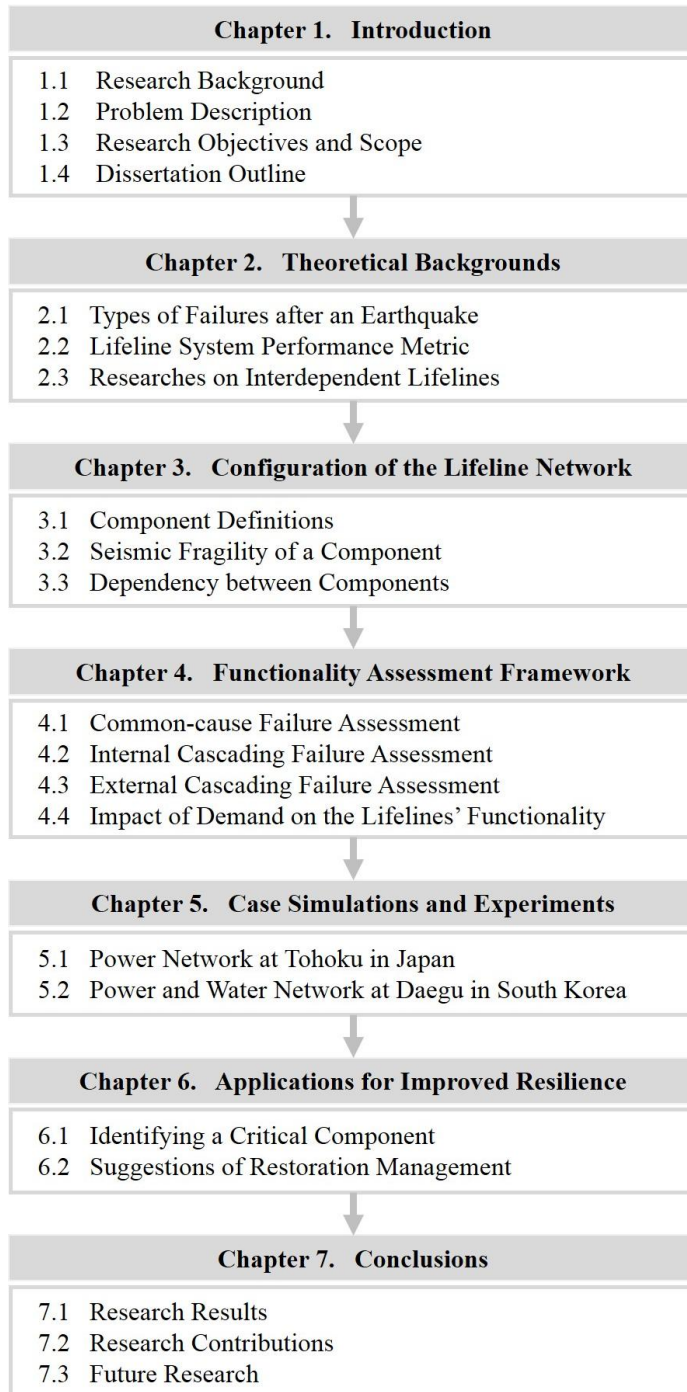 Chapter 1. Introduction
1.1 Research Background
1.2 Problem Description
1.3 Research Objectives and Scope
1.4 Dissertation Outline
Chapter 2. Theoretical Backgrounds
2.1 Types of Failures after an Earthquake
2.2 Lifeline System Performance Metric
2.3 Researches on Interdependent Lifelines
Chapter 3. Configuration of the Lifeline Network
3.1 Component Definitions
3.2 Seismic Fragility of a Component
3.3 Dependency between Components
Chapter 4. Functionality Assessment Framework
4.1 Common-cause Failure Assessment
4.2 Internal Cascading Failure Assessment
4.3 External Cascading Failure Assessment
4.4 Impact of Demand on the Lifelines’ Functionality
Chapter 5. Case Simulations and Experiments
5.1 Power Network at Tohoku in Japan
5.2 Power and Water Network at Daegu in South Korea
Chapter 6. Applications for Improved Resilience
6.1 Identifying a Critical Component
6.2 Suggestions of Restoration Management
Chapter 7. Conclusions
7.1 Research Results
7.2 Research Contributions
7.3 Future Research